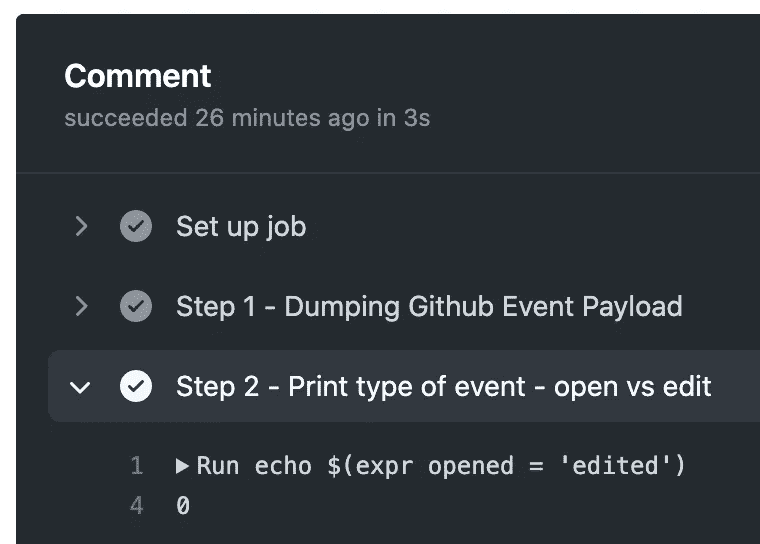 Comment
succeeded 26 minutes ago in 3s
Set up job
Step 1 - Dumping Github Event Payload
Step 2 - Print type of event - open vs edit
1 ▶Run echo $(expr opened = 'edited')
4 0